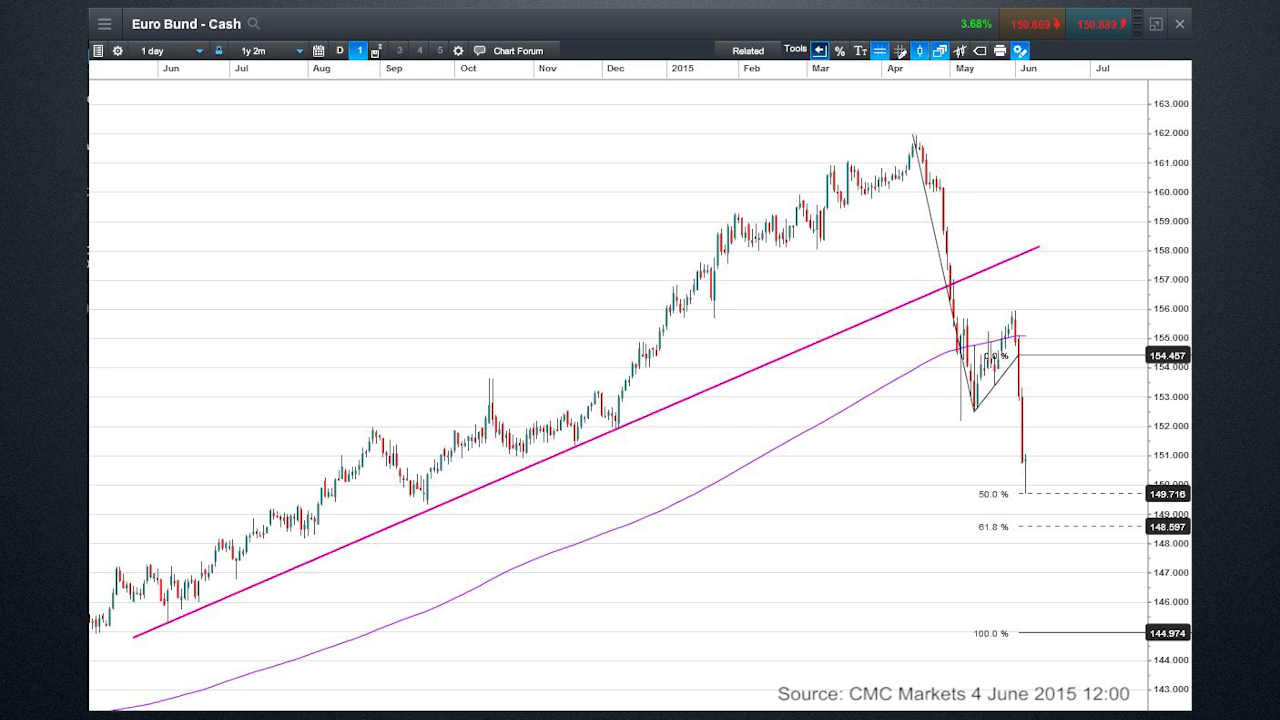 Euro Bund - Cash 3.68% 150.869 150.889
1 day 1y 2m D 1 2 3 4 5 Chart Forum Related Tools % Tт
Jun Jul Aug Sep Oct Nov Dec 2015 Feb Mar Apr May Jun Jul
163.000
162.000
161.000
160.000
159.000
158.000
157.000
156.000
155.000
0.0 % 154.457
154.000
153.000
152.000
151.000
150.000
50.0 % 149.716
149.000
61.8 % 148.597
148.000
147.000
146.000
145.000
100.0 % 144.974
144.000
143.000
Source: CMC Markets 4 June 2015 12:00